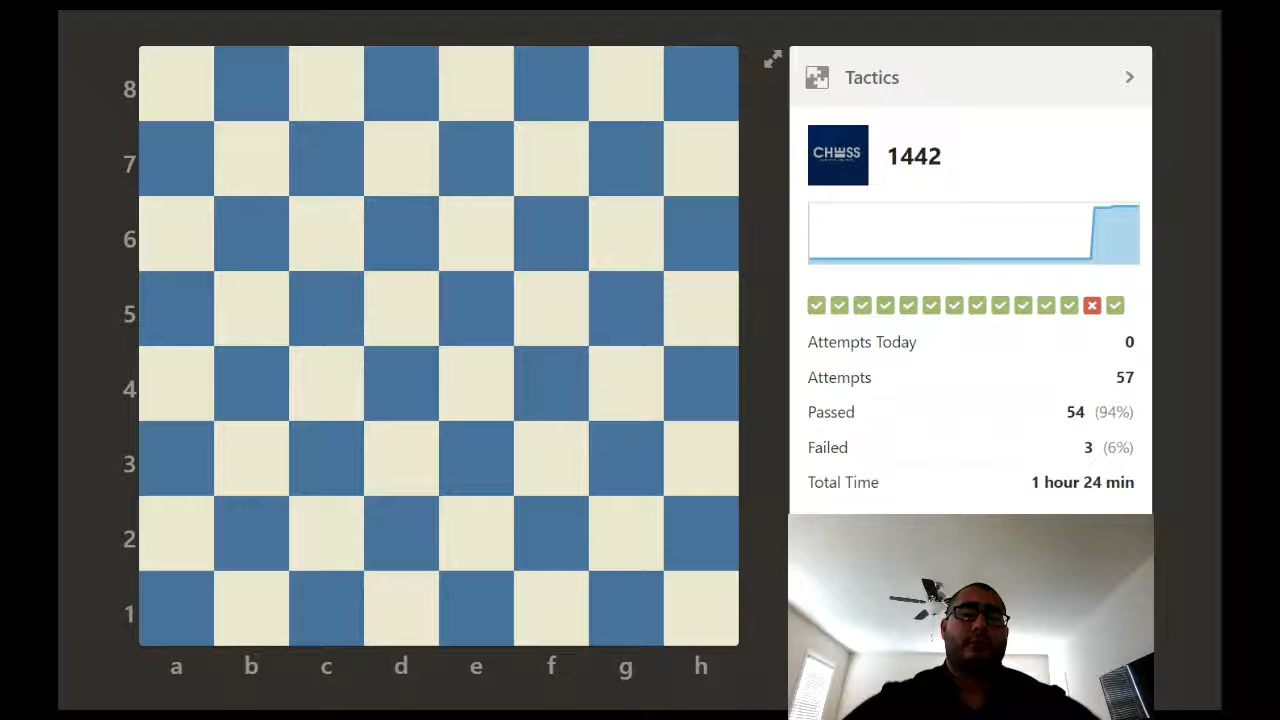 Tactics
CHESS
1442
Attempts Today 0
Attempts 57
Passed 54 (94%)
Failed 3 (6%)
Total Time 1 hour 24 min
8
7
6
5
4
3
2
1
a b c d e f g h